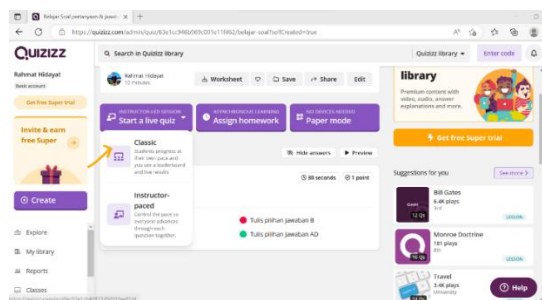 Belajar Soal pertanyaan & jawab
https://quizizz.com/admin/quiz/63e1cc946b989c001e11f462/belajar-soal?selfCreated=true
QUIZIZZ
Search in Quizizz library
Quizizz library
Enter code
Rahmat Hidayat
Basic account
Get free Super trial
Invite & earn
free Super
Create
Explore
My library
Reports
Classes
Rahmat Hidayat
10 minutes
Worksheet
Save
Share
Edit
INSTRUCTOR-LED SESSION
Start a live quiz
ASYNCHRONOUS LEARNING
Assign homework
NO DEVICES NEEDED
Paper mode
Classic
Students progress at
their own pace and
you see a leaderboard
and live results.
Instructor-
paced
Control the pace so
everyone advances
through each
question together.
Hide answers
Preview
30 seconds
1 point
Tulis pilihan jawaban B
Tulis pilihan jawaban AD
library
Premium content with
video, audio, answer
explanations and more.
Get free Super trial
Suggestions for you
See more
Bill Gates
6.4K plays
3rd
12 Qs
LESSON
Monroe Doctrine
181 plays
8th
LESSON
Travel
3.4K plays
University
Help